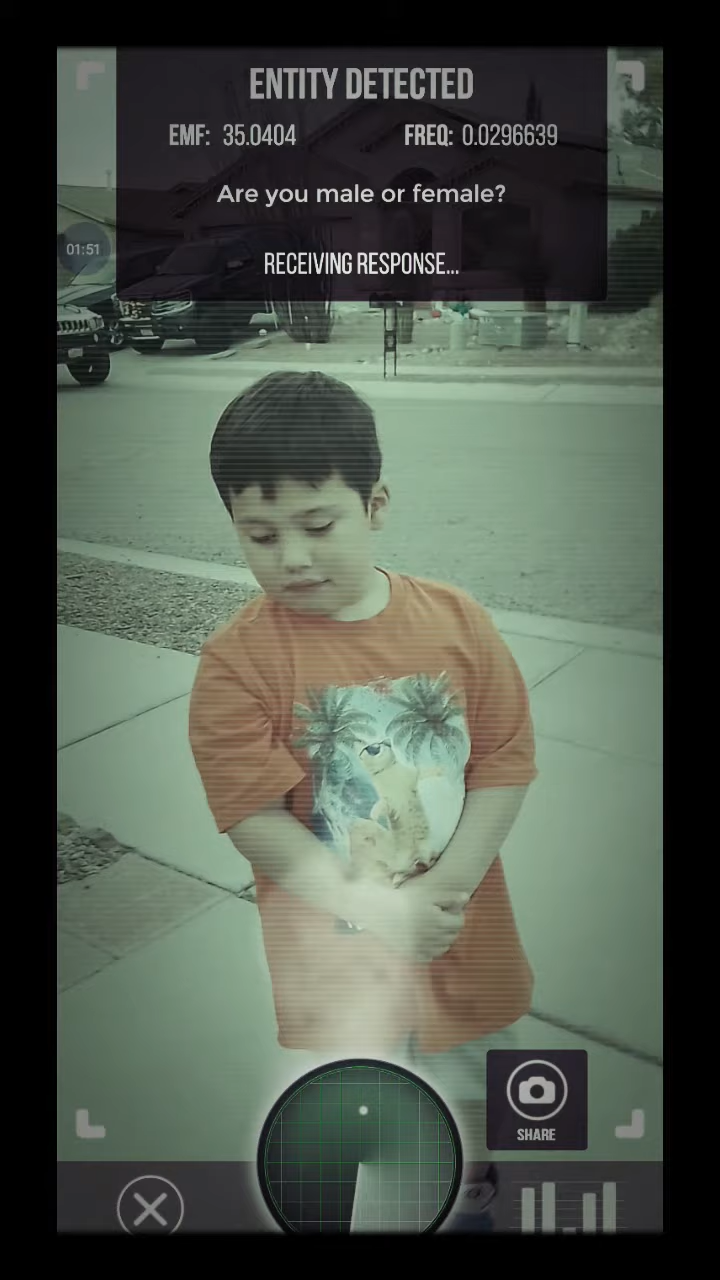 ENTITY DETECTED
EMF: 35.0404 FREQ: 0.0296639
Are you male or female?
01:51
RECEIVING RESPONSE...
SHARE